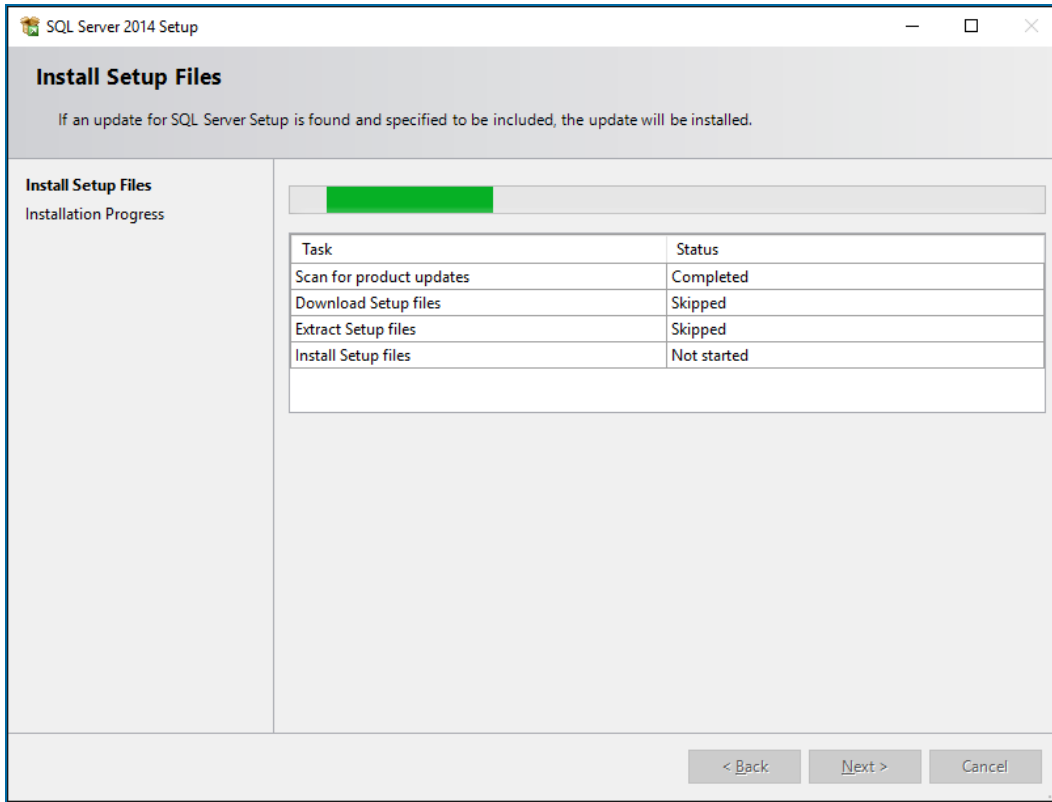 SQL Server 2014 Setup
Install Setup Files
If an update for SQL Server Setup is found and specified to be included, the update will be installed.
Install Setup Files
Installation Progress
Task Status
Scan for product updates Completed
Download Setup files Skipped
Extract Setup files Skipped
Install Setup files Not started
< Back Next > Cancel